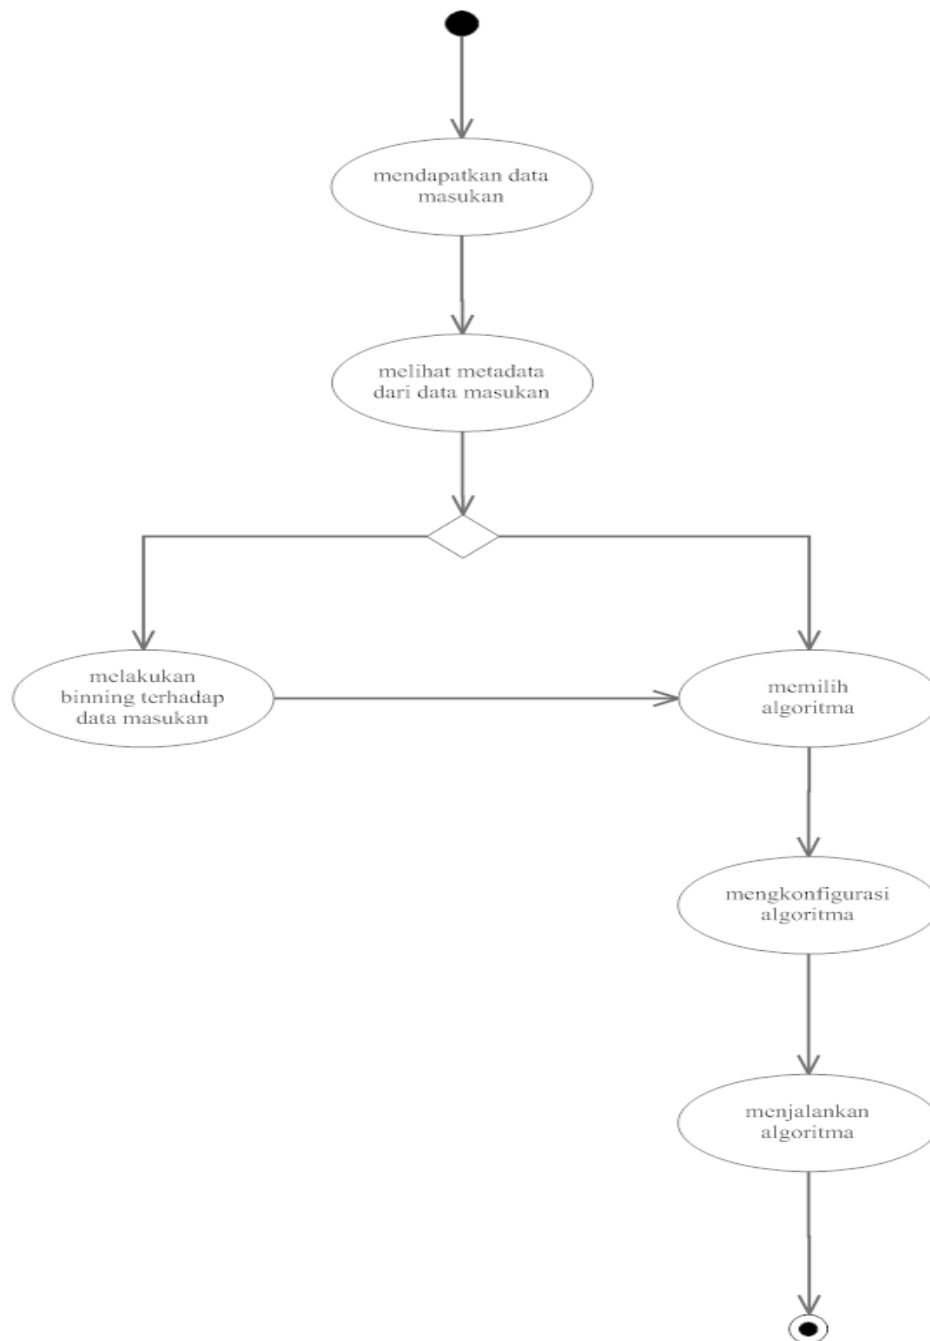 mendapatkan data
masukan
melihat metadata
dari data masukan
melakukan
binning terhadap
data masukan
memilih
algoritma
mengkonfigurasi
algoritma
menjalankan
algoritma